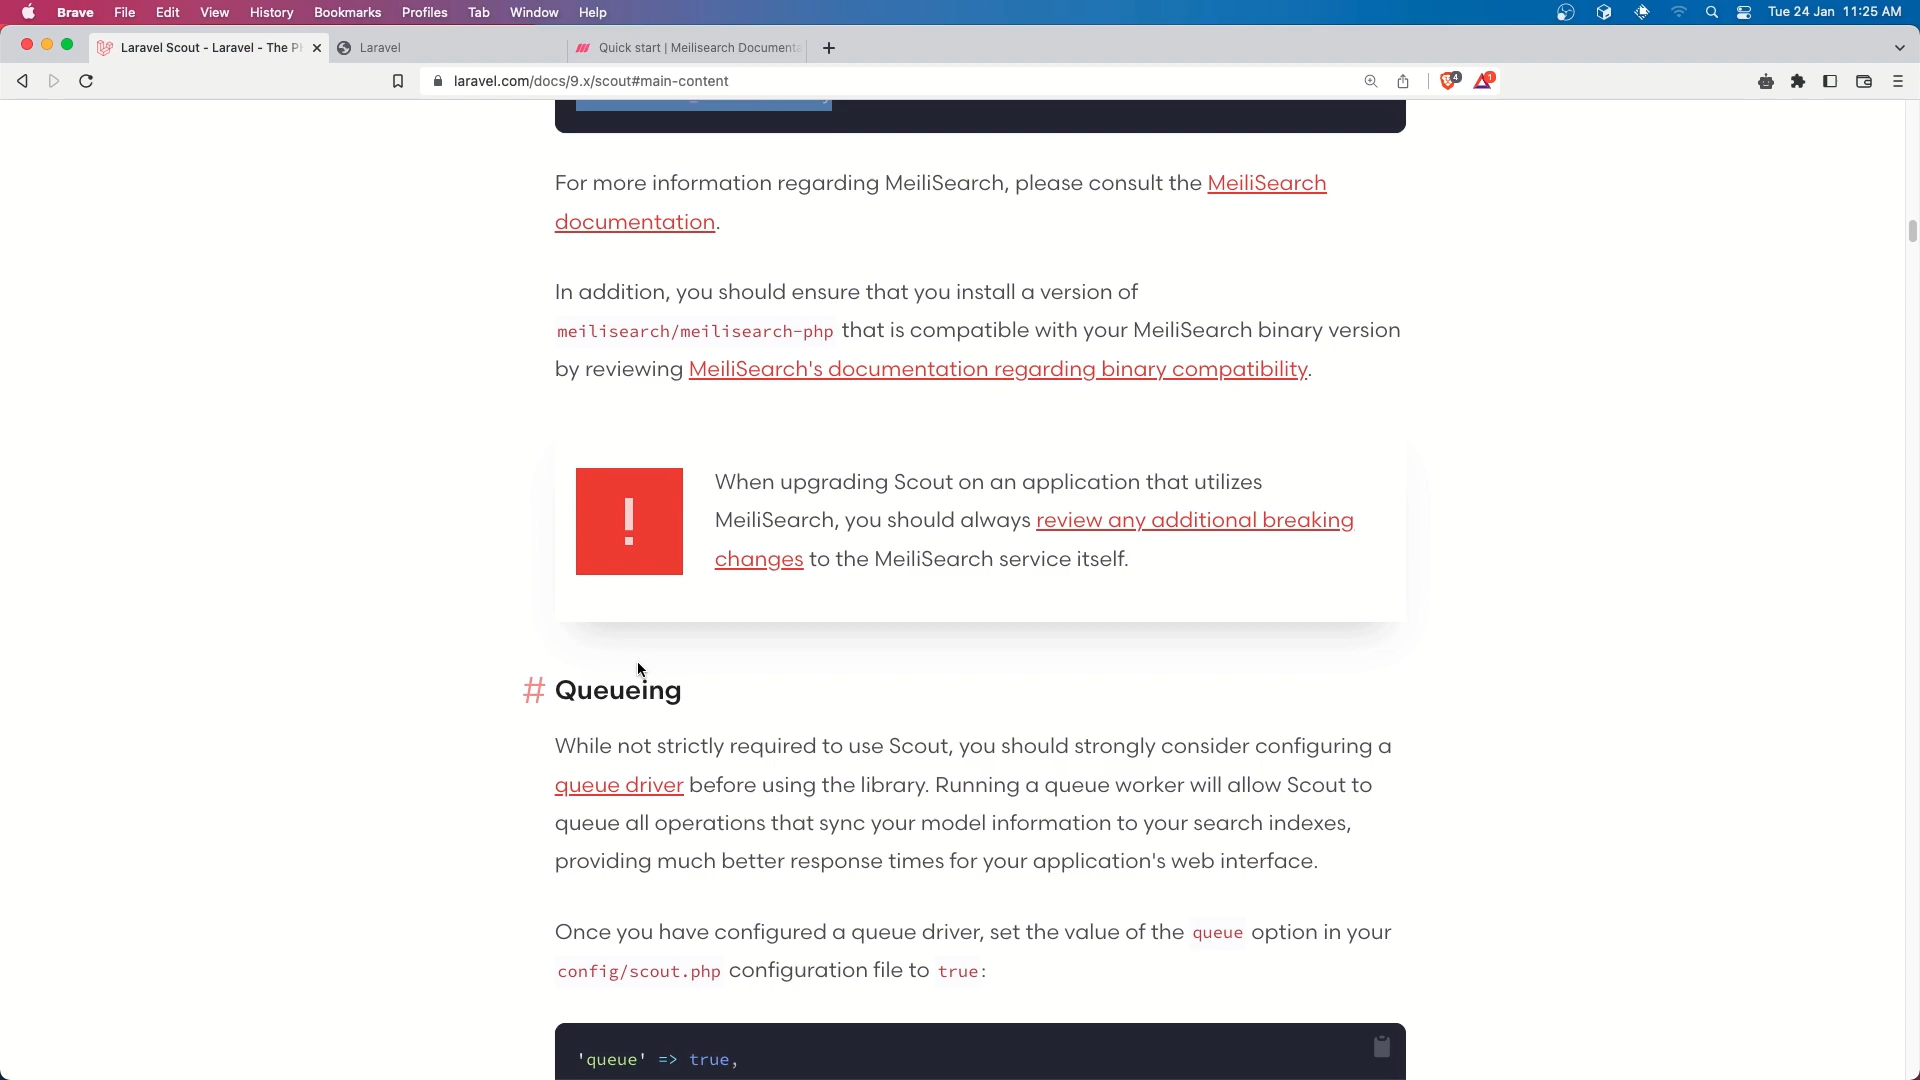 Brave File Edit View History Bookmarks Profiles Tab Window Help Tue 24 Jan 11:25 AM
Laravel Scout - Laravel - The P Laravel Quick start | Meilisearch Documenta
laravel.com/docs/9.x/scout#main-content 4 1
For more information regarding MeiliSearch, please consult the MeiliSearch
documentation.
In addition, you should ensure that you install a version of
meilisearch/meilisearch-php that is compatible with your MeiliSearch binary version
by reviewing MeiliSearch's documentation regarding binary compatibility.
!
When upgrading Scout on an application that utilizes
MeiliSearch, you should always review any additional breaking
changes to the MeiliSearch service itself.
# Queueing
While not strictly required to use Scout, you should strongly consider configuring a
queue driver before using the library. Running a queue worker will allow Scout to
queue all operations that sync your model information to your search indexes,
providing much better response times for your application's web interface.
Once you have configured a queue driver, set the value of the queue option in your
config/scout.php configuration file to true:
'queue' => true,